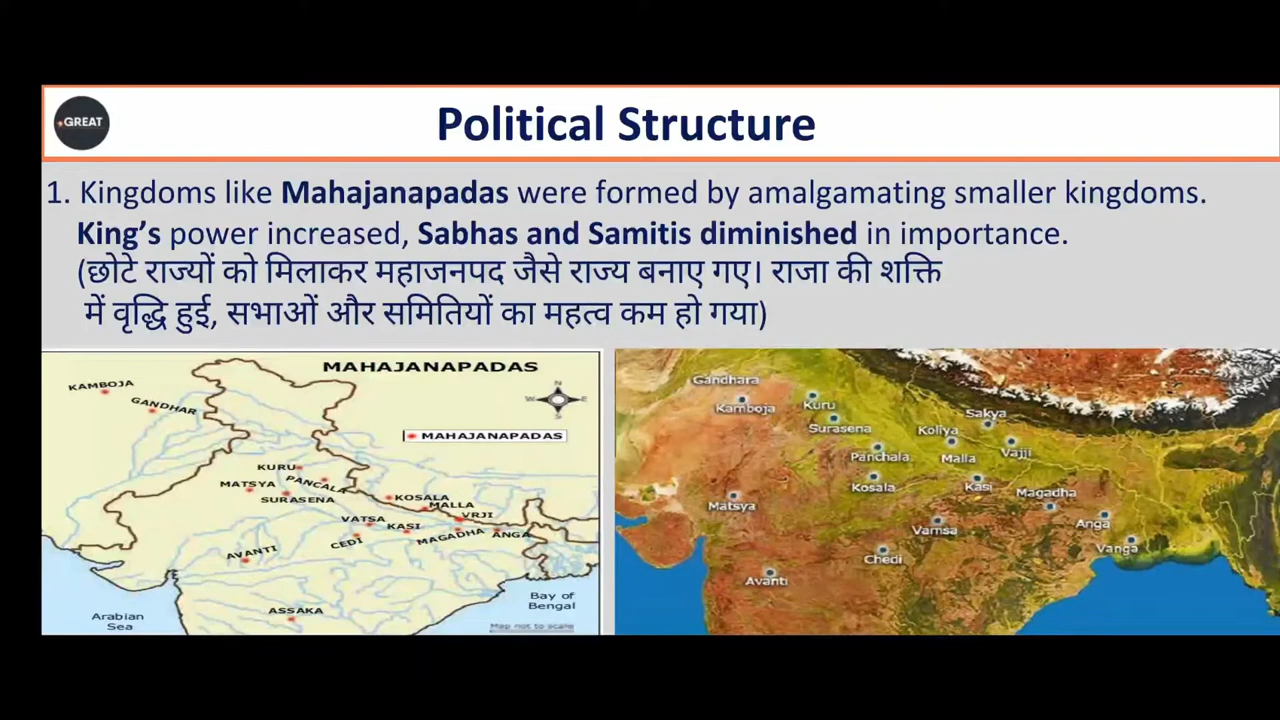 GREAT
Political Structure
1. Kingdoms like Mahajanapadas were formed by amalgamating smaller kingdoms.
King's power increased, Sabhas and Samitis diminished in importance.
(छोटे राज्यों को मिलाकर महाजनपद जैसे राज्य बनाए गए। राजा की शक्ति
में वृद्धि हुई, सभाओं और समितियों का महत्व कम हो गया)
MAHAJANAPADAS
N
W E
S
MAHAJANAPADAS
KAMBOJA
GANDHAR
KURU
PANCALA
MATSYA
SURASENA
KOSALA
MALLA
VRJI
VATSA
KASI
CEDI
MAGADHA
ANGA
AVANTI
ASSAKA
Arabian
Sea
Bay of
Bengal
Map not to scale
Gandhara
Kamboja
Kuru
Surasena
Sakya
Koliya
Panchala
Malla
Vajji
Kosala
Kasi
Magadha
Matsya
Vamsa
Anga
Vanga
Chedi
Avanti